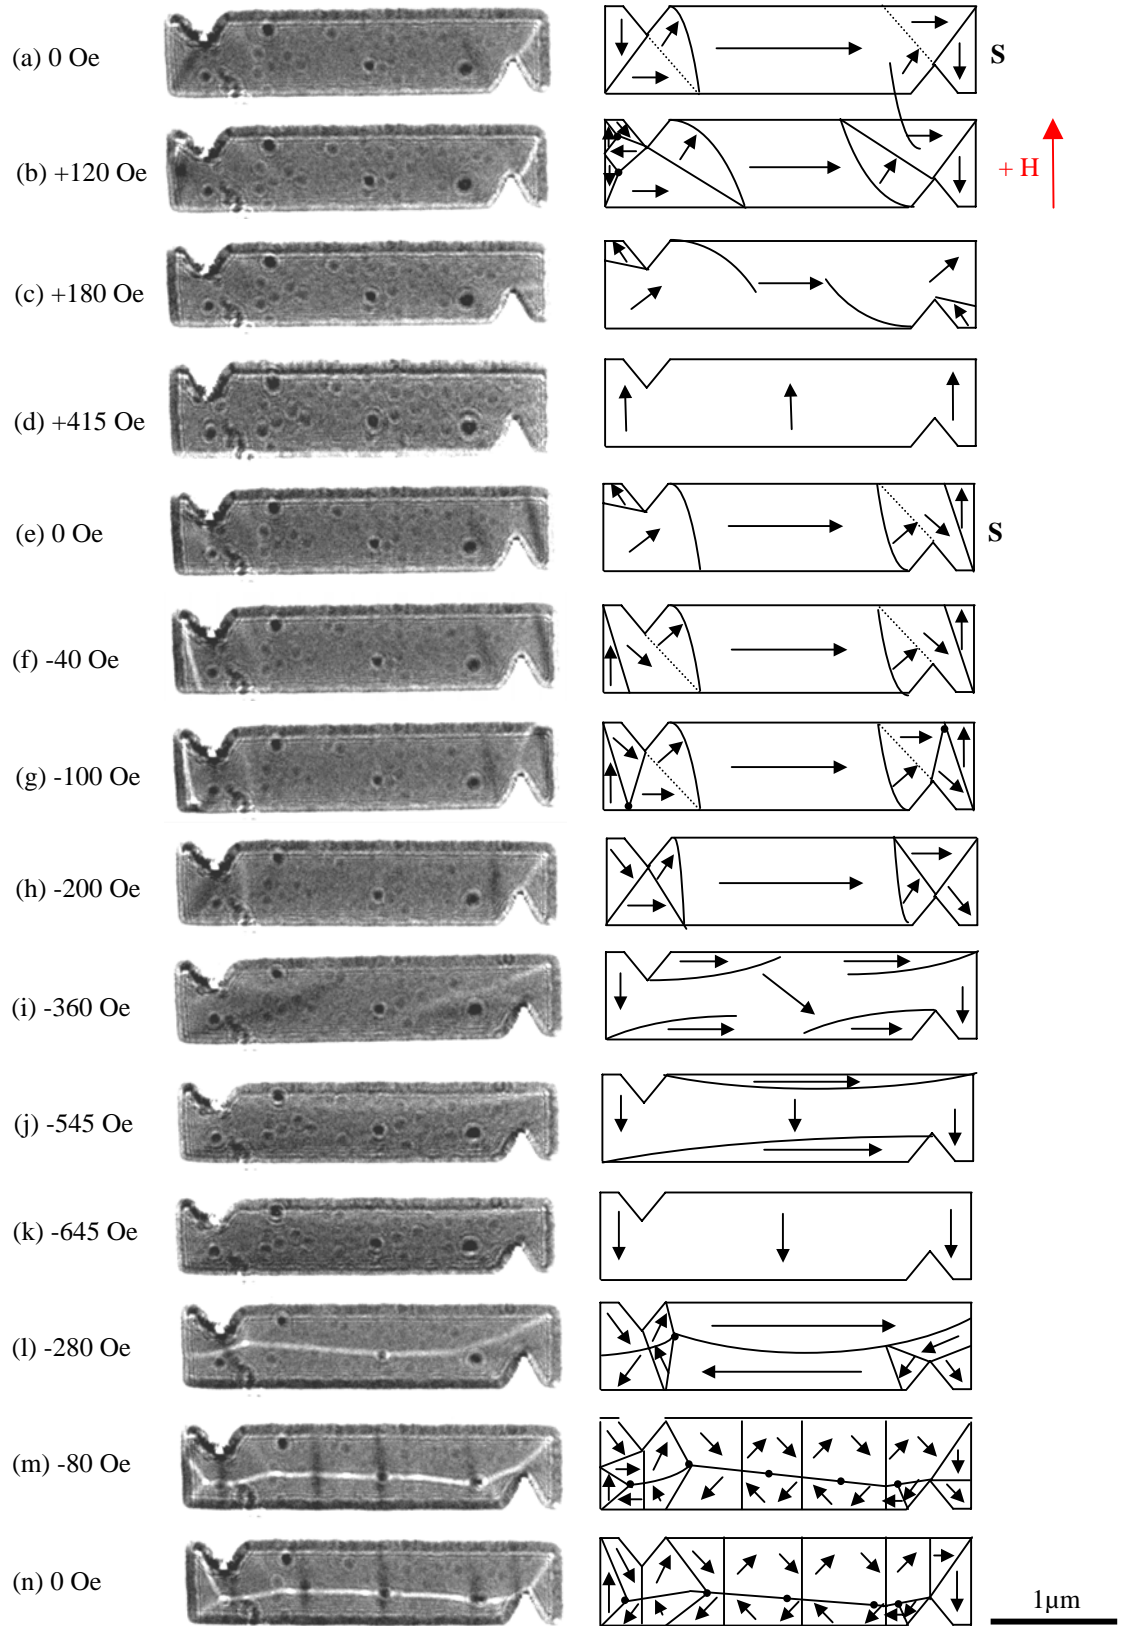 (a) 0 Oe
S
(b) +120 Oe
+ H
(c) +180 Oe
(d) +415 Oe
(e) 0 Oe
S
(f) -40 Oe
(g) -100 Oe
(h) -200 Oe
(i) -360 Oe
(j) -545 Oe
(k) -645 Oe
(l) -280 Oe
(m) -80 Oe
(n) 0 Oe
1µm